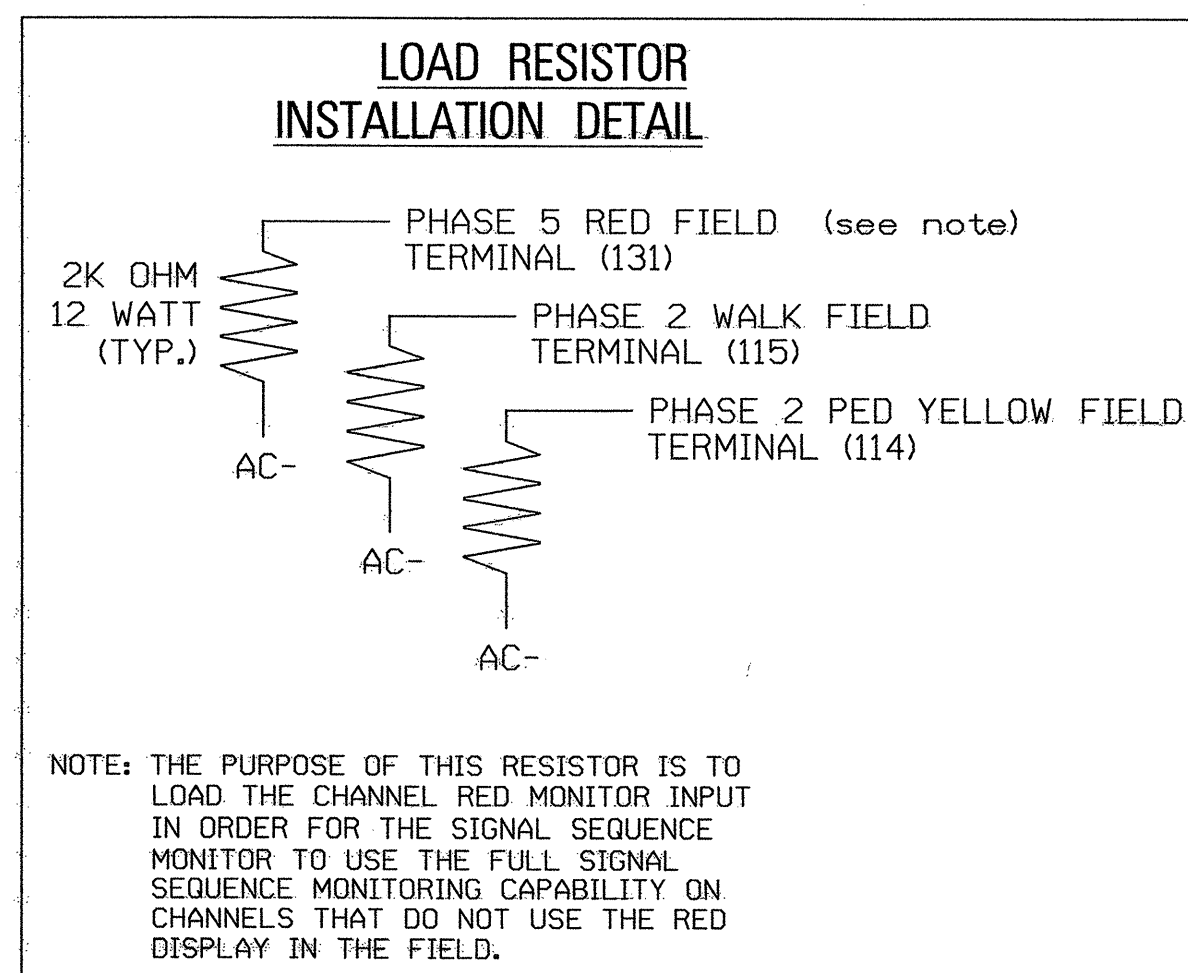 LOAD RESISTOR
INSTALLATION DETAIL
PHASE 5 RED FIELD (see note)
TERMINAL (131)
2K OHM
12 WATT
(TYP.)
PHASE 2 WALK FIELD
TERMINAL (115)
PHASE 2 PED YELLOW FIELD
TERMINAL (114)
AC-
AC-
AC-
NOTE: THE PURPOSE OF THIS RESISTOR IS TO
LOAD THE CHANNEL RED MONITOR INPUT
IN ORDER FOR THE SIGNAL SEQUENCE
MONITOR TO USE THE FULL SIGNAL
SEQUENCE MONITORING CAPABILITY ON
CHANNELS THAT DO NOT USE THE RED
DISPLAY IN THE FIELD.